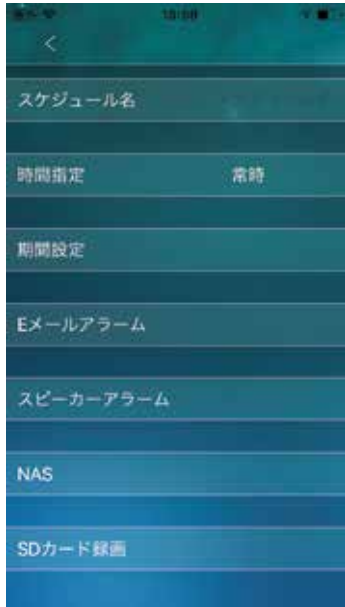 <
スケジュール名
時間指定 常時
期間設定
Eメールアラーム
スピーカーアラーム
NAS
SDカード録画